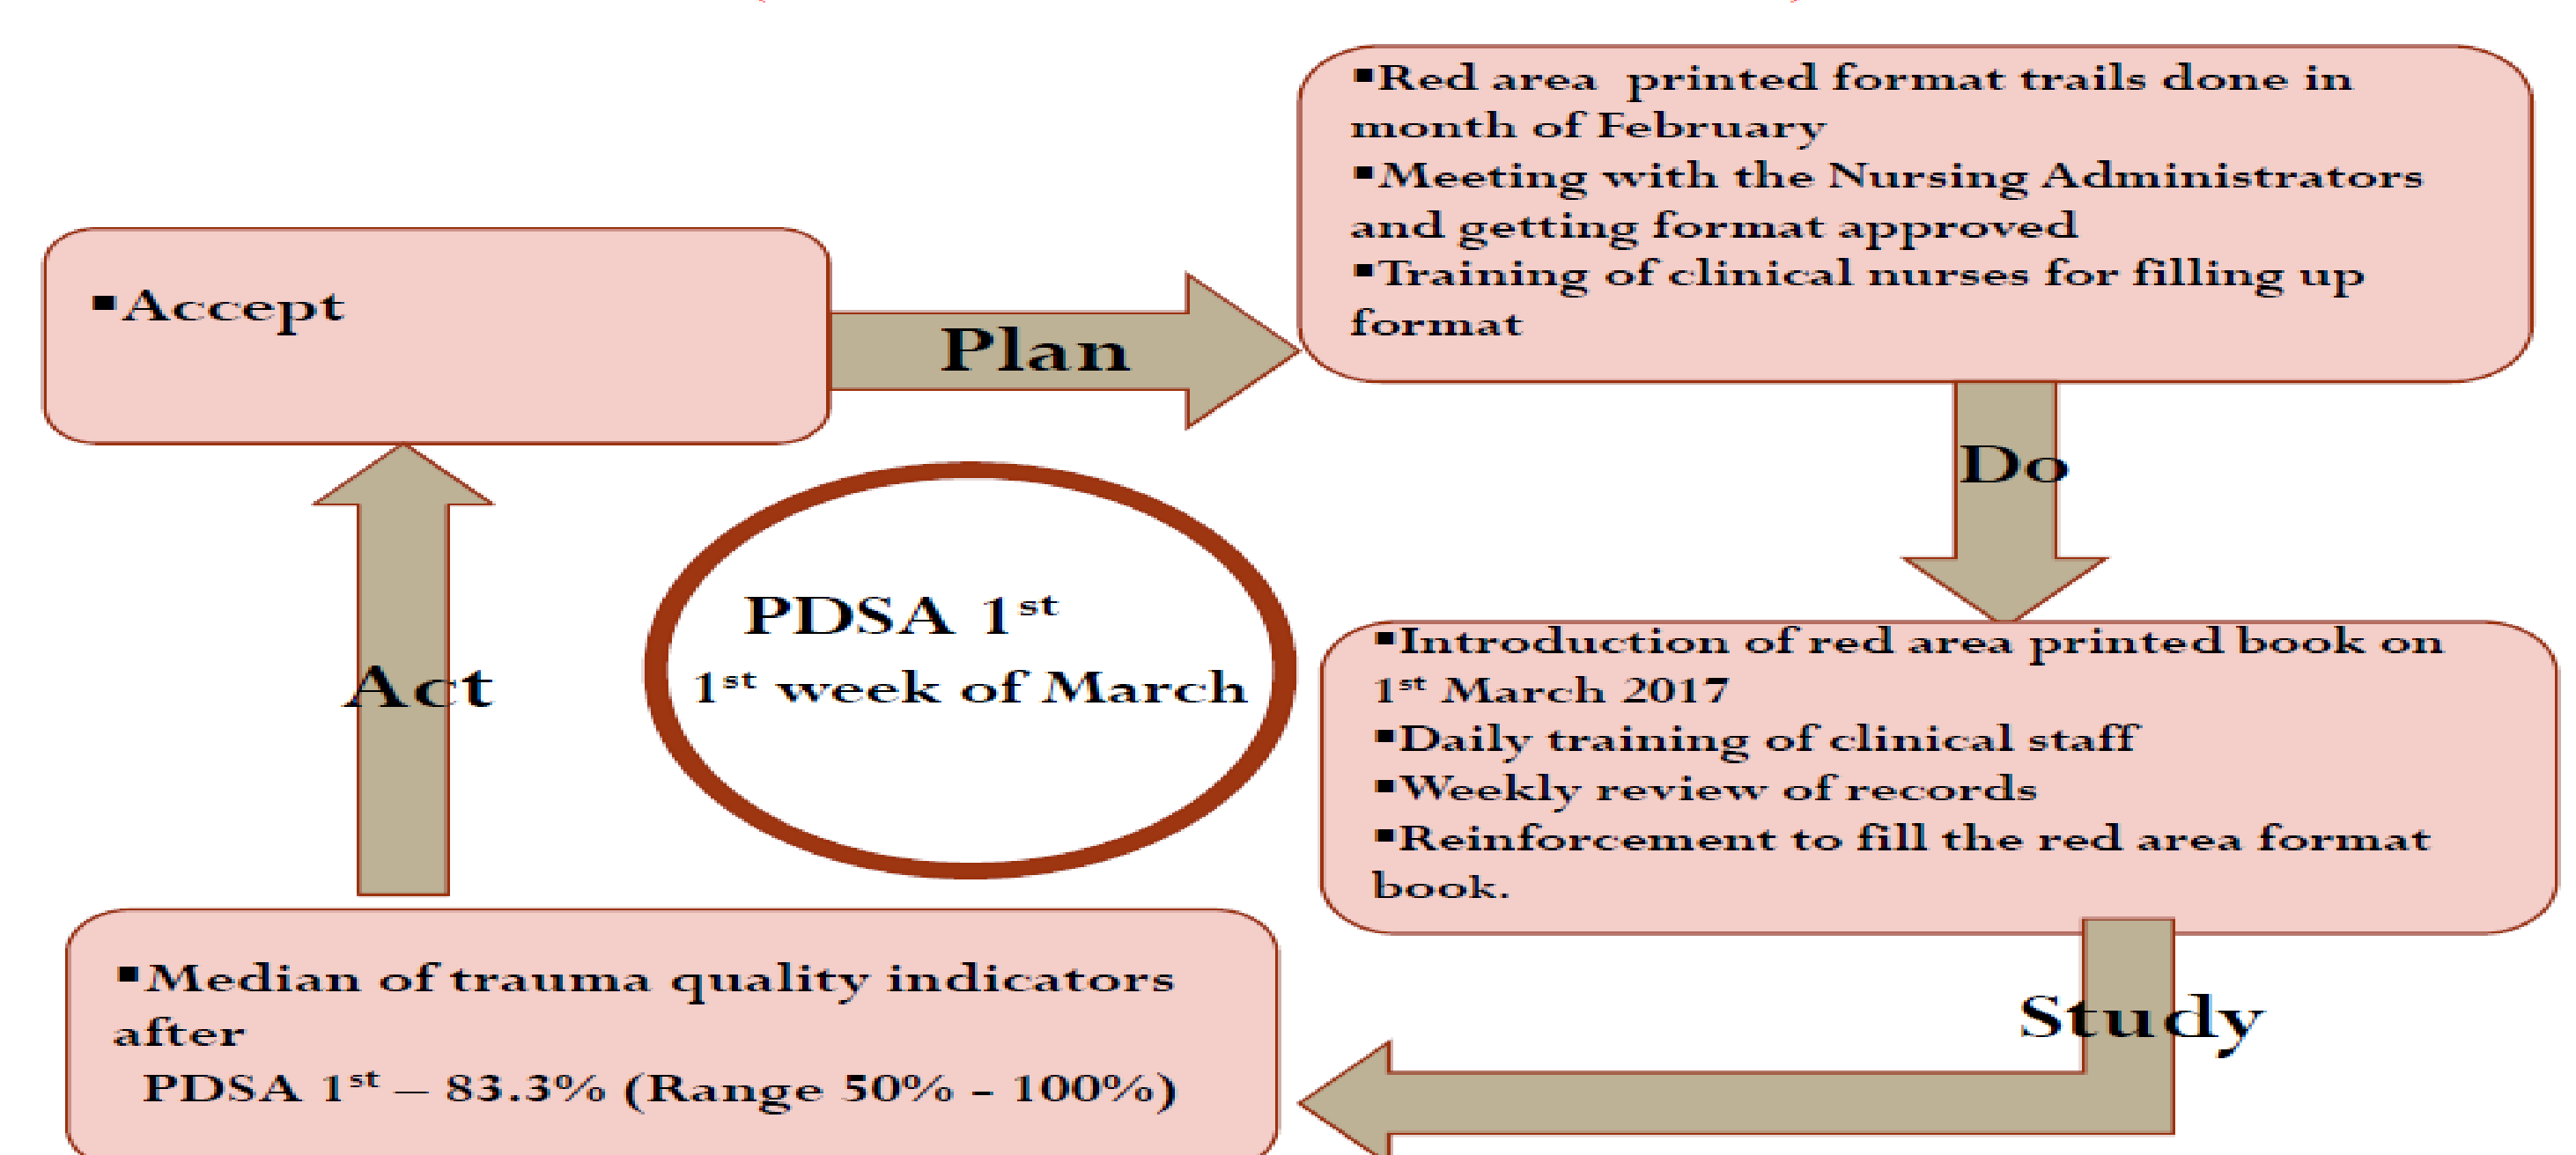 ▪Accept
Plan
▪Red area printed format trails done in
month of February
▪Meeting with the Nursing Administrators
and getting format approved
▪Training of clinical nurses for filling up
format
Do
▪Introduction of red area printed book on
1st March 2017
▪Daily training of clinical staff
▪Weekly review of records
▪Reinforcement to fill the red area format
book.
Study
▪Median of trauma quality indicators
after
PDSA 1st – 83.3% (Range 50% - 100%)
Act
PDSA 1st
1st week of March